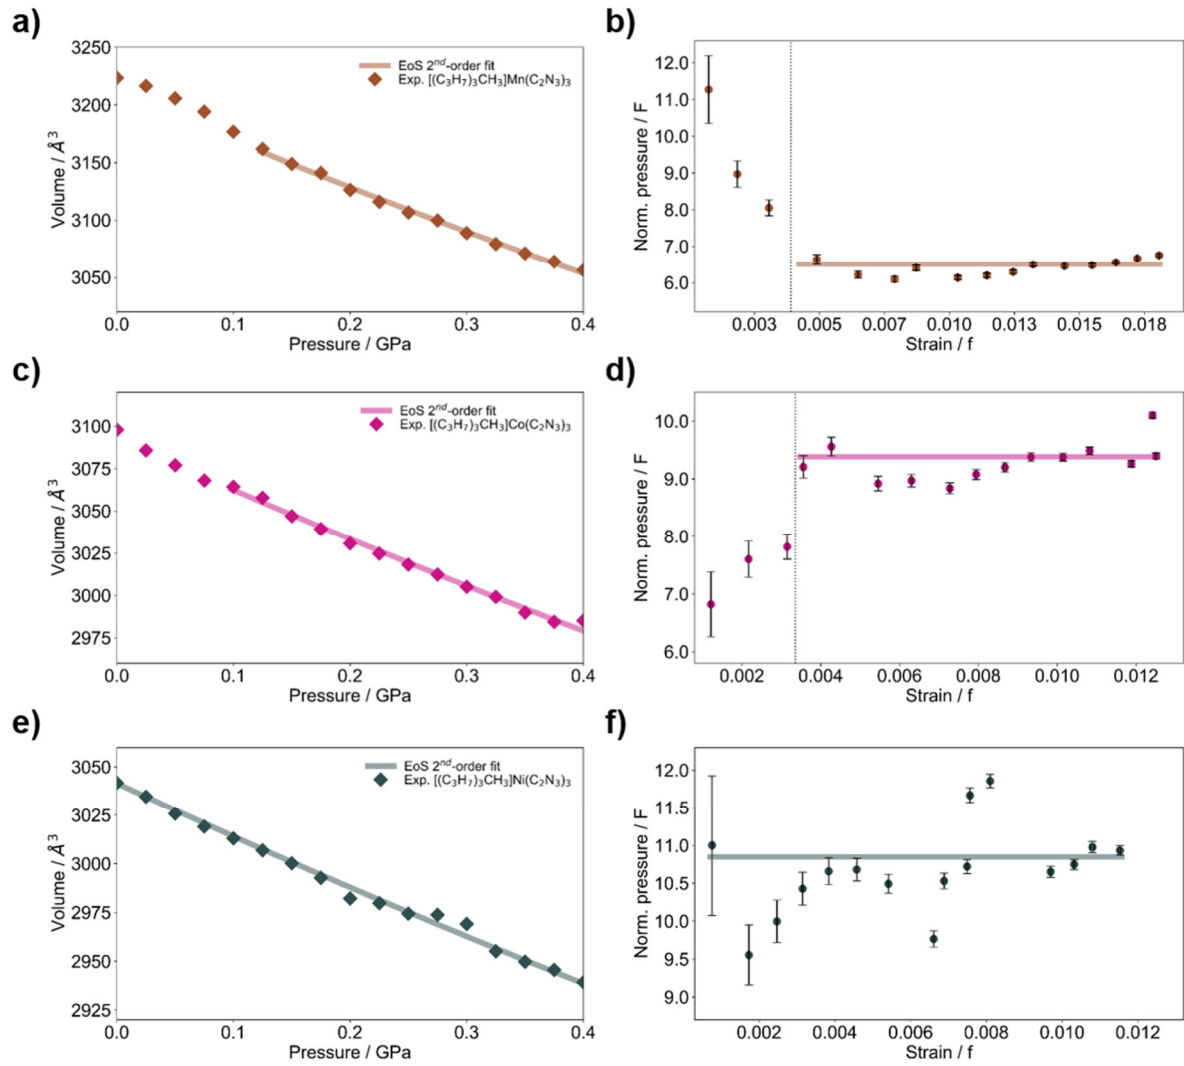 a)
3250
3200
3150
3100
3050
Volume / Å³
0.0 0.1 0.2 0.3 0.4
Pressure / GPa
EoS 2ⁿᵈ-order fit
Exp. [(C₃H₇)₃CH₃]Mn(C₂N₃)₃
b)
12.0
11.0
10.0
9.0
8.0
7.0
6.0
Norm. pressure / F
0.003 0.005 0.007 0.010 0.013 0.015 0.018
Strain / f
c)
3100
3075
3050
3025
3000
2975
Volume / Å³
0.0 0.1 0.2 0.3 0.4
Pressure / GPa
EoS 2ⁿᵈ-order fit
Exp. [(C₃H₇)₃CH₃]Co(C₂N₃)₃
d)
10.0
9.0
8.0
7.0
6.0
Norm. pressure / F
0.002 0.004 0.006 0.008 0.010 0.012
Strain / f
e)
3050
3025
3000
2975
2950
2925
Volume / Å³
0.0 0.1 0.2 0.3 0.4
Pressure / GPa
EoS 2ⁿᵈ-order fit
Exp. [(C₃H₇)₃CH₃]Ni(C₂N₃)₃
f)
12.0
11.5
11.0
10.5
10.0
9.5
9.0
Norm. pressure / F
0.002 0.004 0.006 0.008 0.010 0.012
Strain / f